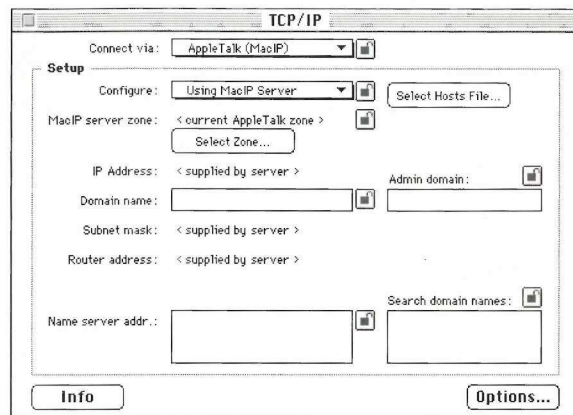 TCP/IP
Connect via: AppleTalk (MacIP)
Setup
Configure: Using MacIP Server Select Hosts File...
MacIP server zone: < current AppleTalk zone >
Select Zone...
IP Address: < supplied by server > Admin domain:
Domain name:
Subnet mask: < supplied by server >
Router address: < supplied by server >
Search domain names:
Name server addr.:
Info Options...